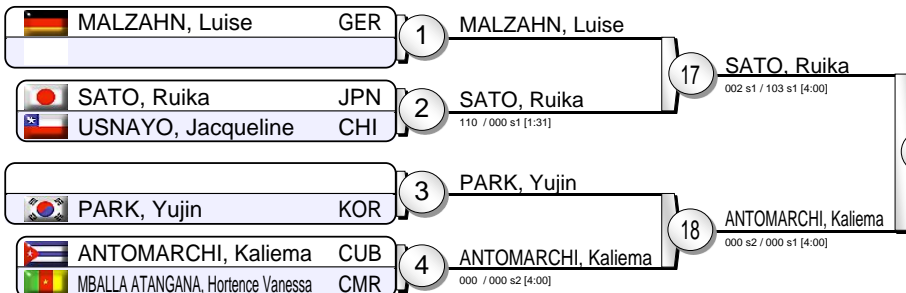 MALZAHN, Luise GER
1
MALZAHN, Luise
17
SATO, Ruika
002 s1 / 103 s1 [4:00]
SATO, Ruika JPN
USNAYO, Jacqueline CHI
2
SATO, Ruika
110 / 000 s1 [1:31]
PARK, Yujin KOR
3
PARK, Yujin
18
ANTOMARCHI, Kaliema
000 s2 / 000 s1 [4:00]
ANTOMARCHI, Kaliema CUB
MBALLA ATANGANA, Hortence Vanessa CMR
4
ANTOMARCHI, Kaliema
000 / 000 s2 [4:00]